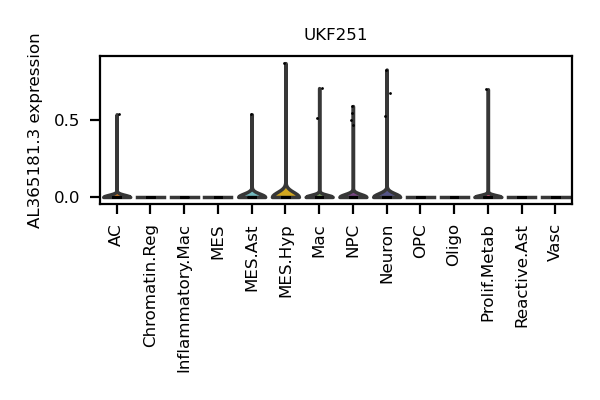 UKF251
AL365181.3 expression
0.5
0.0
AC
Chromatin.Reg
Inflammatory.Mac
MES
MES.Ast
MES.Hyp
Mac
NPC
Neuron
OPC
Oligo
Prolif.Metab
Reactive.Ast
Vasc